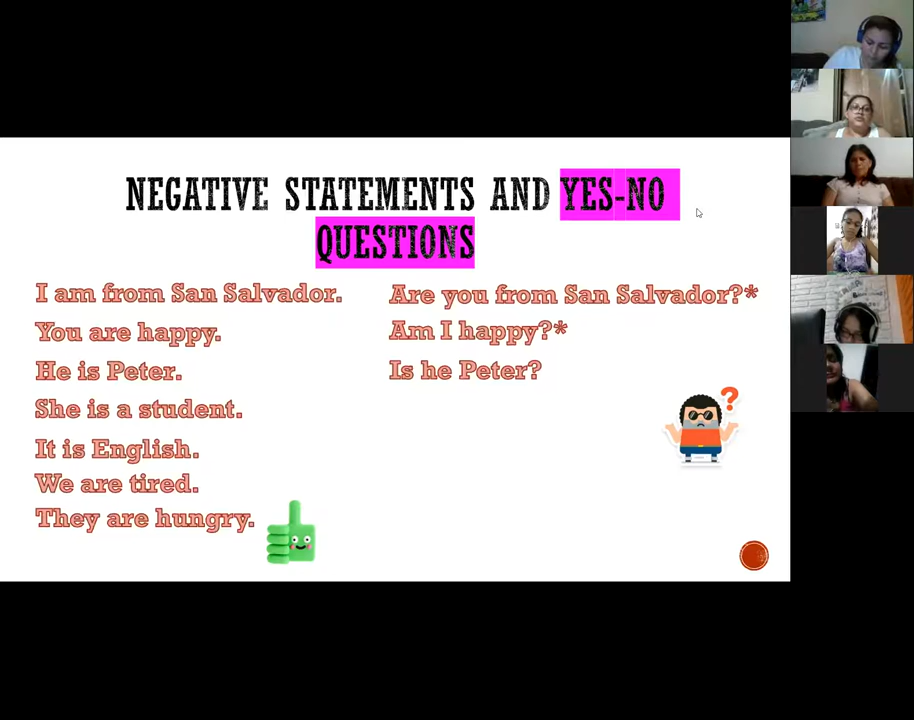 NEGATIVE STATEMENTS AND YES-NO
QUESTIONS
I am from San Salvador.
You are happy.
He is Peter.
She is a student.
It is English.
We are tired.
They are hungry.
Are you from San Salvador?*
Am I happy?*
Is he Peter?
?